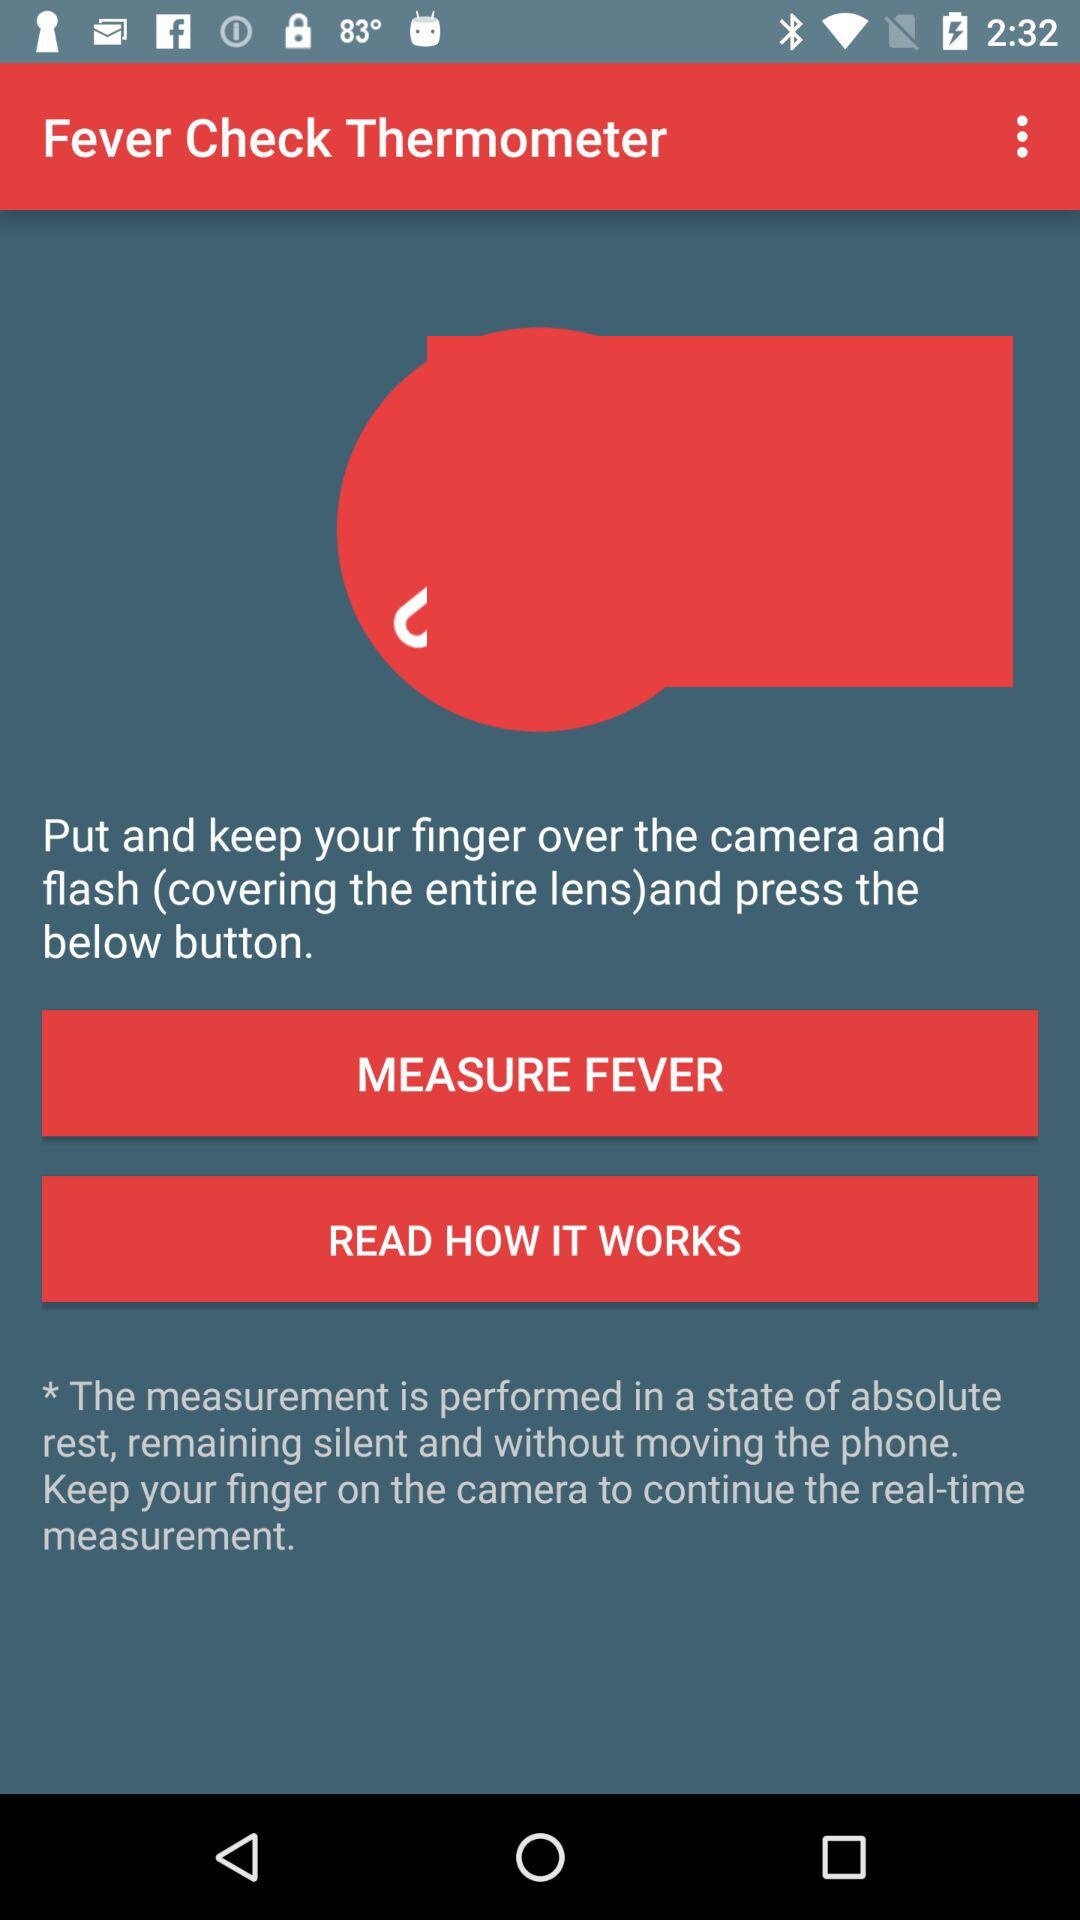 83°
2:32
Fever Check Thermometer
Put and keep your finger over the camera and
flash (covering the entire lens)and press the
below button.
MEASURE FEVER
READ HOW IT WORKS
* The measurement is performed in a state of absolute
rest, remaining silent and without moving the phone.
Keep your finger on the camera to continue the real-time
measurement.